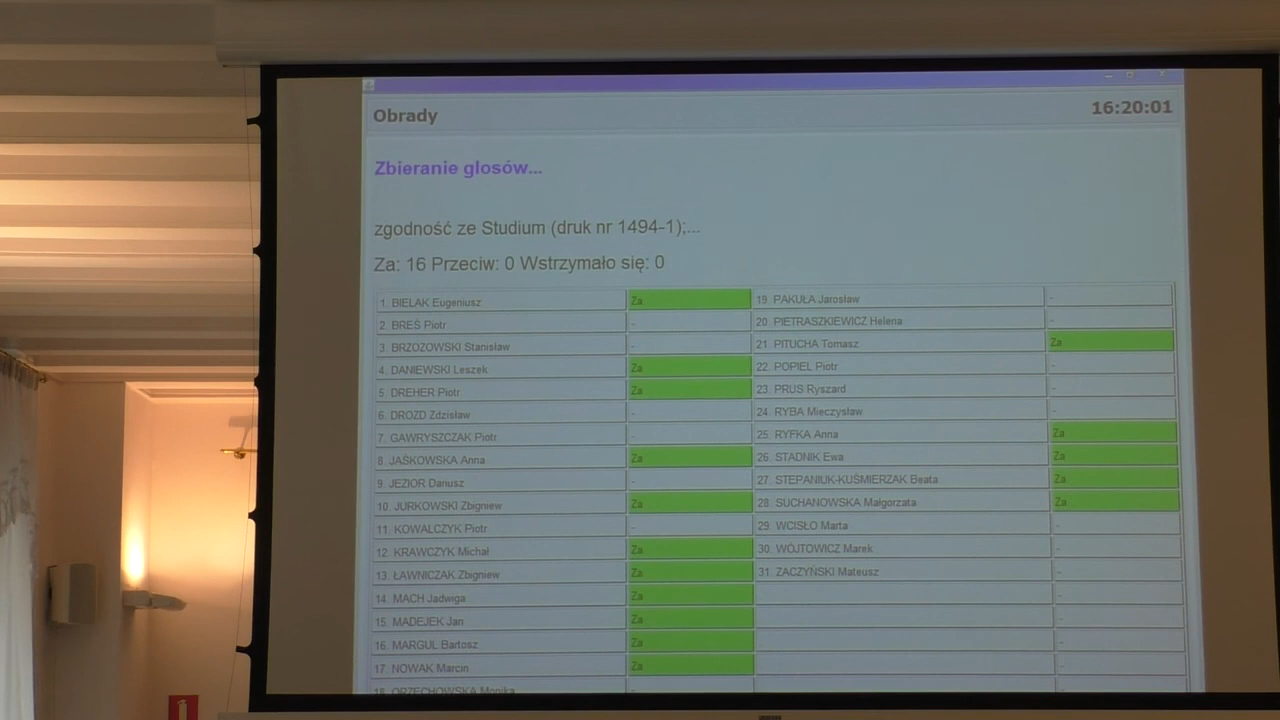 Obrady
16:20:01
Zbieranie glosów...
zgodność ze Studium (druk nr 1494-1);...
Za: 16 Przeciw: 0 Wstrzymało się: 0
1. BIELAK Eugeniusz Za 19. PAKUŁA Jarosław -
2. BREŚ Piotr - 20. PIETRASZKIEWICZ Helena -
3. BRZOZOWSKI Stanisław - 21. PITUCHA Tomasz Za
4. DANIEWSKI Leszek Za 22. POPIEL Piotr -
5. DREHER Piotr Za 23. PRUS Ryszard -
6. DROZD Zdzisław - 24. RYBA Mieczysław -
7. GAWRYSZCZAK Piotr - 25. RYFKA Anna Za
8. JAŚKOWSKA Anna Za 26. STADNIK Ewa Za
9. JEZIOR Dariusz - 27. STEPANIUK-KUŚMIERZAK Beata Za
10. JURKOWSKI Zbigniew Za 28. SUCHANOWSKA Małgorzata Za
11. KOWALCZYK Piotr - 29. WCISŁO Marta -
12. KRAWCZYK Michał Za 30. WÓJTOWICZ Marek -
13. ŁAWNICZAK Zbigniew Za 31. ZACZYŃSKI Mateusz -
14. MACH Jadwiga Za -
15. MADEJEK Jan Za -
16. MARGUL Bartosz Za -
17. NOWAK Marcin Za -
18. ORZECHOWSKA Monika - -